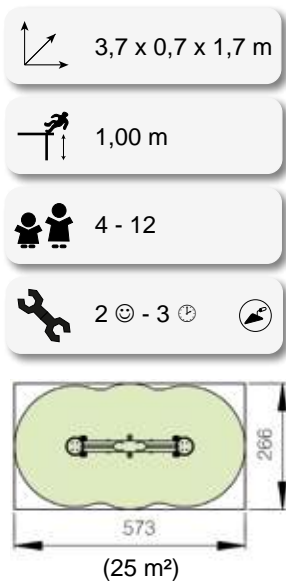 3,7 x 0,7 x 1,7 m
1,00 m
4 - 12
2 ☺ - 3 🕑
266
573
(25 m²)